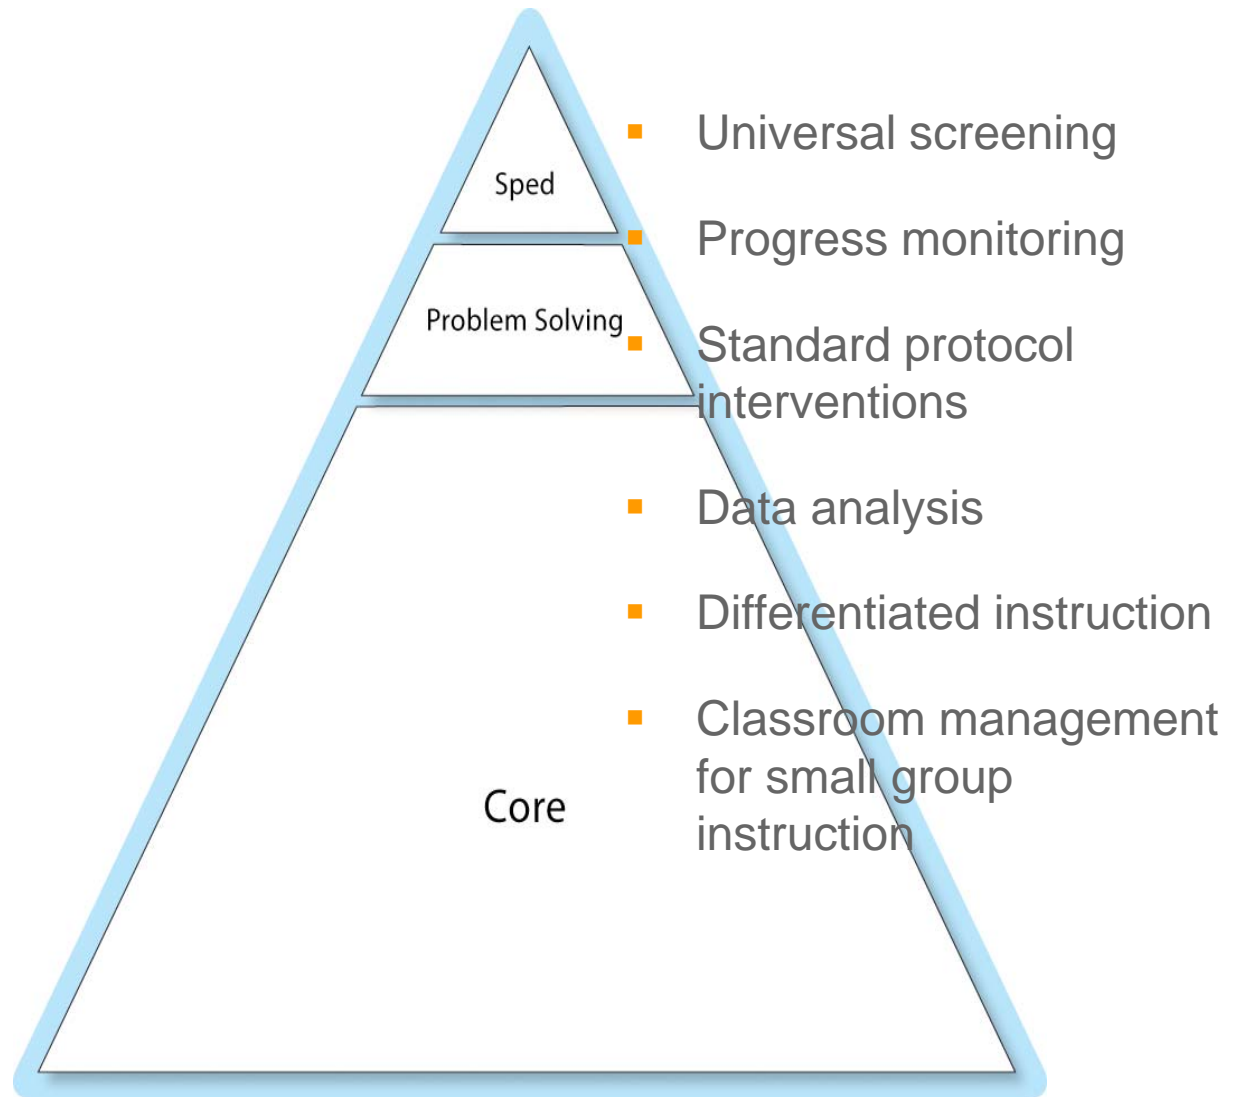 Sped
Problem Solving
Core
Universal screening
Progress monitoring
Standard protocol
interventions
Data analysis
Differentiated instruction
Classroom management
for small group
instruction